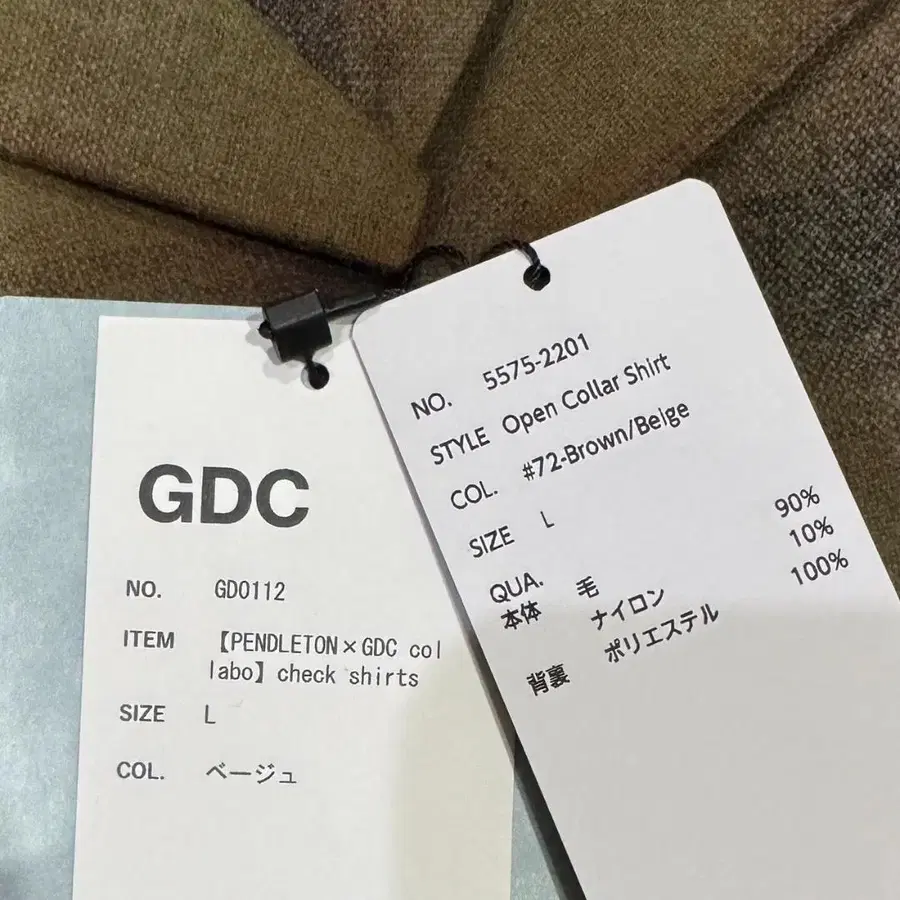 GDC
NO. GD0112
ITEM 【PENDLETON×GDC col
labo】check shirts
SIZE L
COL. ベージュ
NO. 5575-2201
STYLE Open Collar Shirt
COL. #72-Brown/Beige
SIZE L
QUA.
本体 毛 90%
ナイロン 10%
背裏 ポリエステル 100%